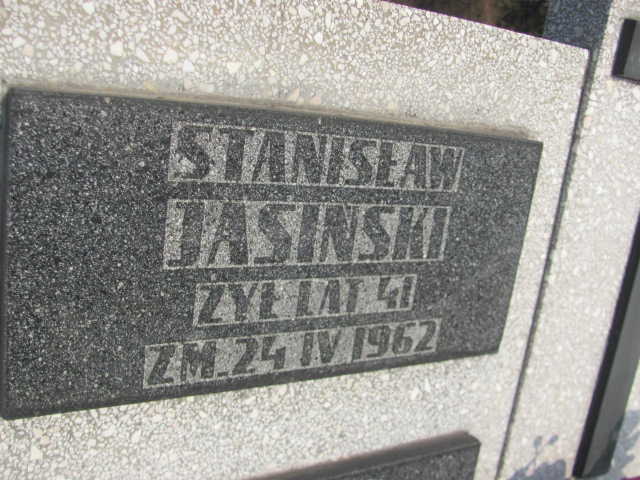 STANISŁAW
JASIŃSKI
ŻYŁ LAT 41
ZM. 24 IV 1962